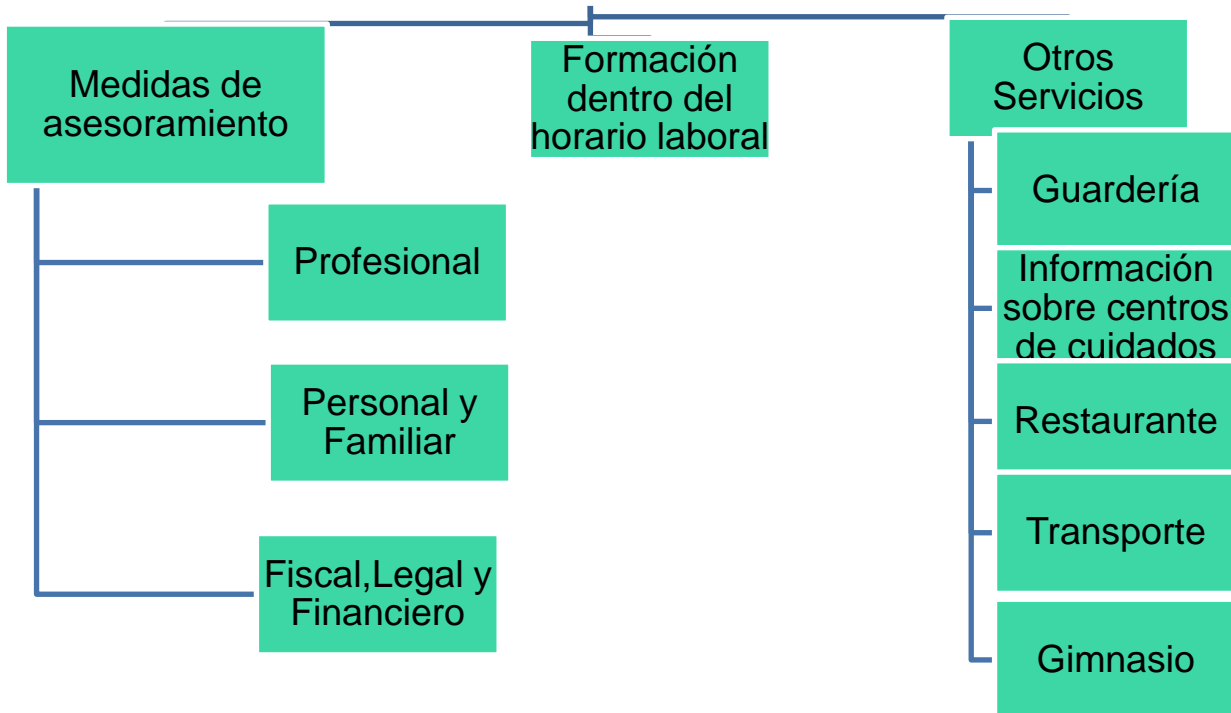 Medidas de
asesoramiento
Profesional
Personal y
Familiar
Fiscal,Legal y
Financiero
Formación
dentro del
horario laboral
Otros
Servicios
Guardería
Información
sobre centros
de cuidados
Restaurante
Transporte
Gimnasio